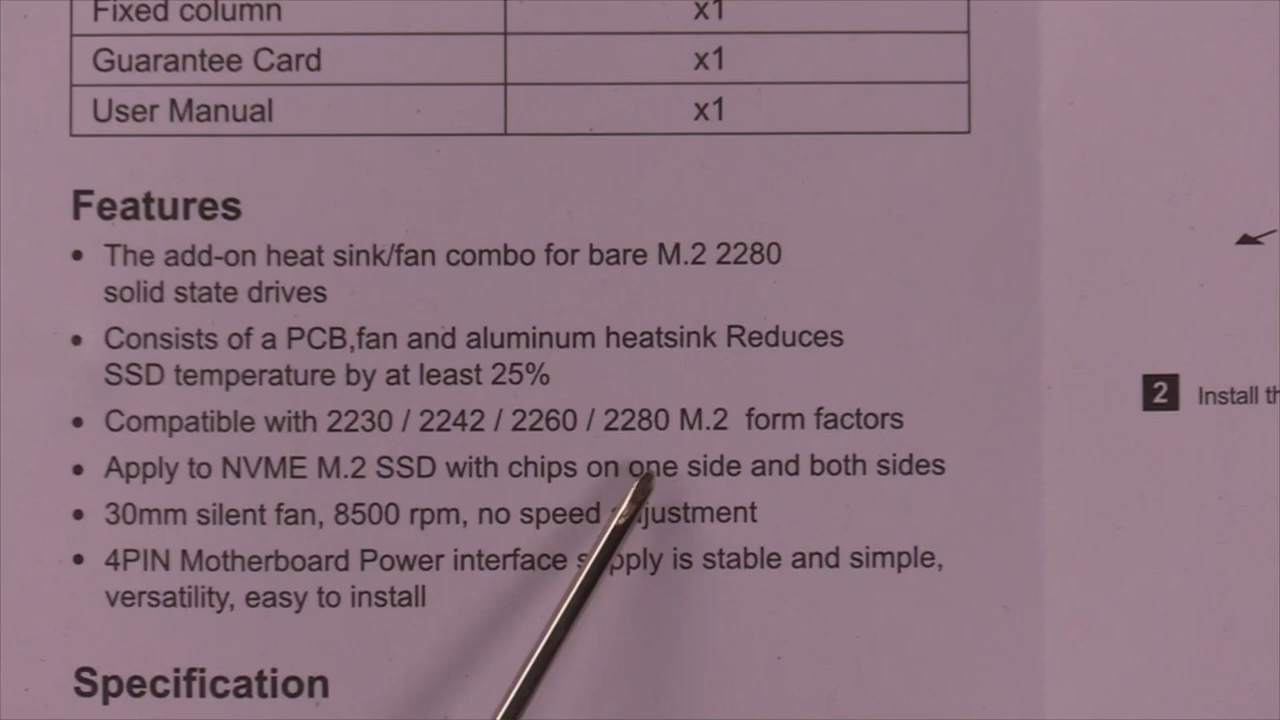 Fixed column x1
Guarantee Card x1
User Manual x1
Features
• The add-on heat sink/fan combo for bare M.2 2280
solid state drives
• Consists of a PCB,fan and aluminum heatsink Reduces
SSD temperature by at least 25%
• Compatible with 2230 / 2242 / 2260 / 2280 M.2 form factors
• Apply to NVME M.2 SSD with chips on one side and both sides
• 30mm silent fan, 8500 rpm, no speed adjustment
• 4PIN Motherboard Power interface supply is stable and simple,
versatility, easy to install
Specification
2 Install